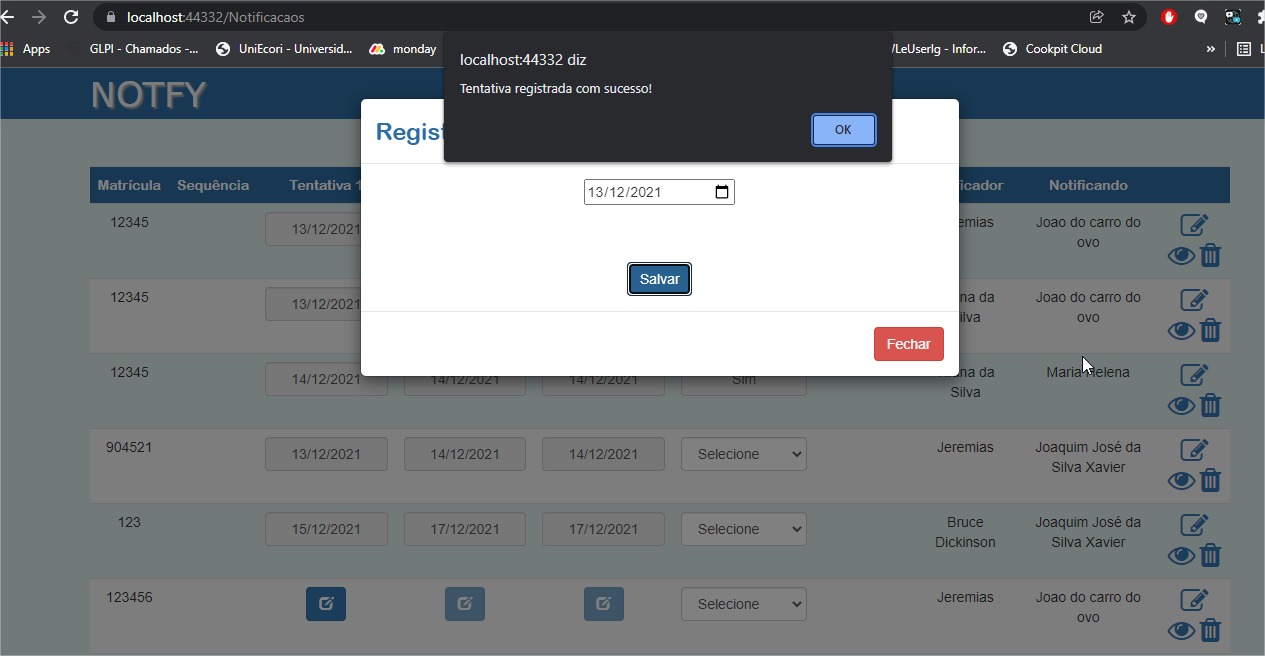 localhost:44332/Notificacaos
Apps GLPI - Chamados -... UniEcori - Universid... monday /LeUserIg - Infor... Cookpit Cloud »
localhost:44332 diz
Tentativa registrada com sucesso!
OK
NOTFY
Regist
13/12/2021
Salvar
Fechar
Matrícula Sequência Tentativa 1 icador Notificando
12345 13/12/2021 emias Joao do carro do
ovo
12345 13/12/2021 na da Joao do carro do
ilva ovo
12345 14/12/2021 14/12/2021 14/12/2021 Sim na da Maria Helena
Silva
904521 13/12/2021 14/12/2021 14/12/2021 Selecione Jeremias Joaquim José da
Silva Xavier
123 15/12/2021 17/12/2021 17/12/2021 Selecione Bruce Joaquim José da
Dickinson Silva Xavier
123456 Selecione Jeremias Joao do carro do
ovo